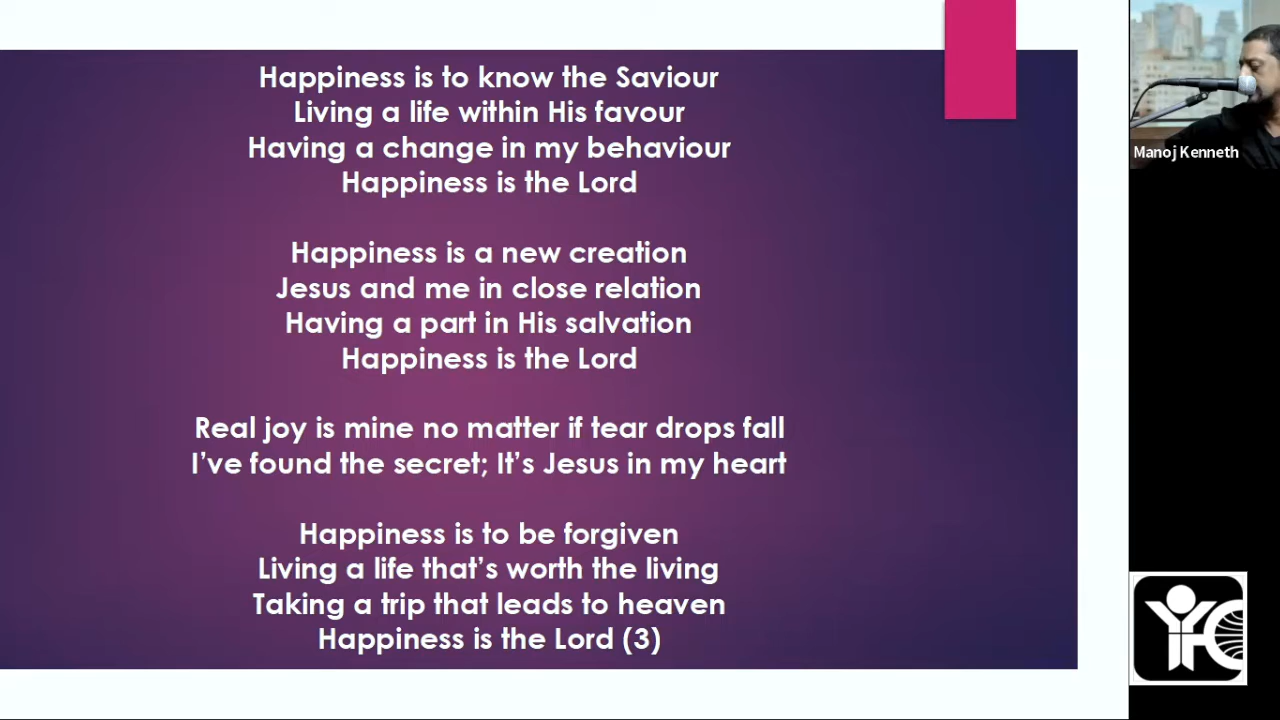 Happiness is to know the Saviour
Living a life within His favour
Having a change in my behaviour
Happiness is the Lord
Happiness is a new creation
Jesus and me in close relation
Having a part in His salvation
Happiness is the Lord
Real joy is mine no matter if tear drops fall
I've found the secret; It's Jesus in my heart
Happiness is to be forgiven
Living a life that's worth the living
Taking a trip that leads to heaven
Happiness is the Lord (3)
Manoj Kenneth
YFC